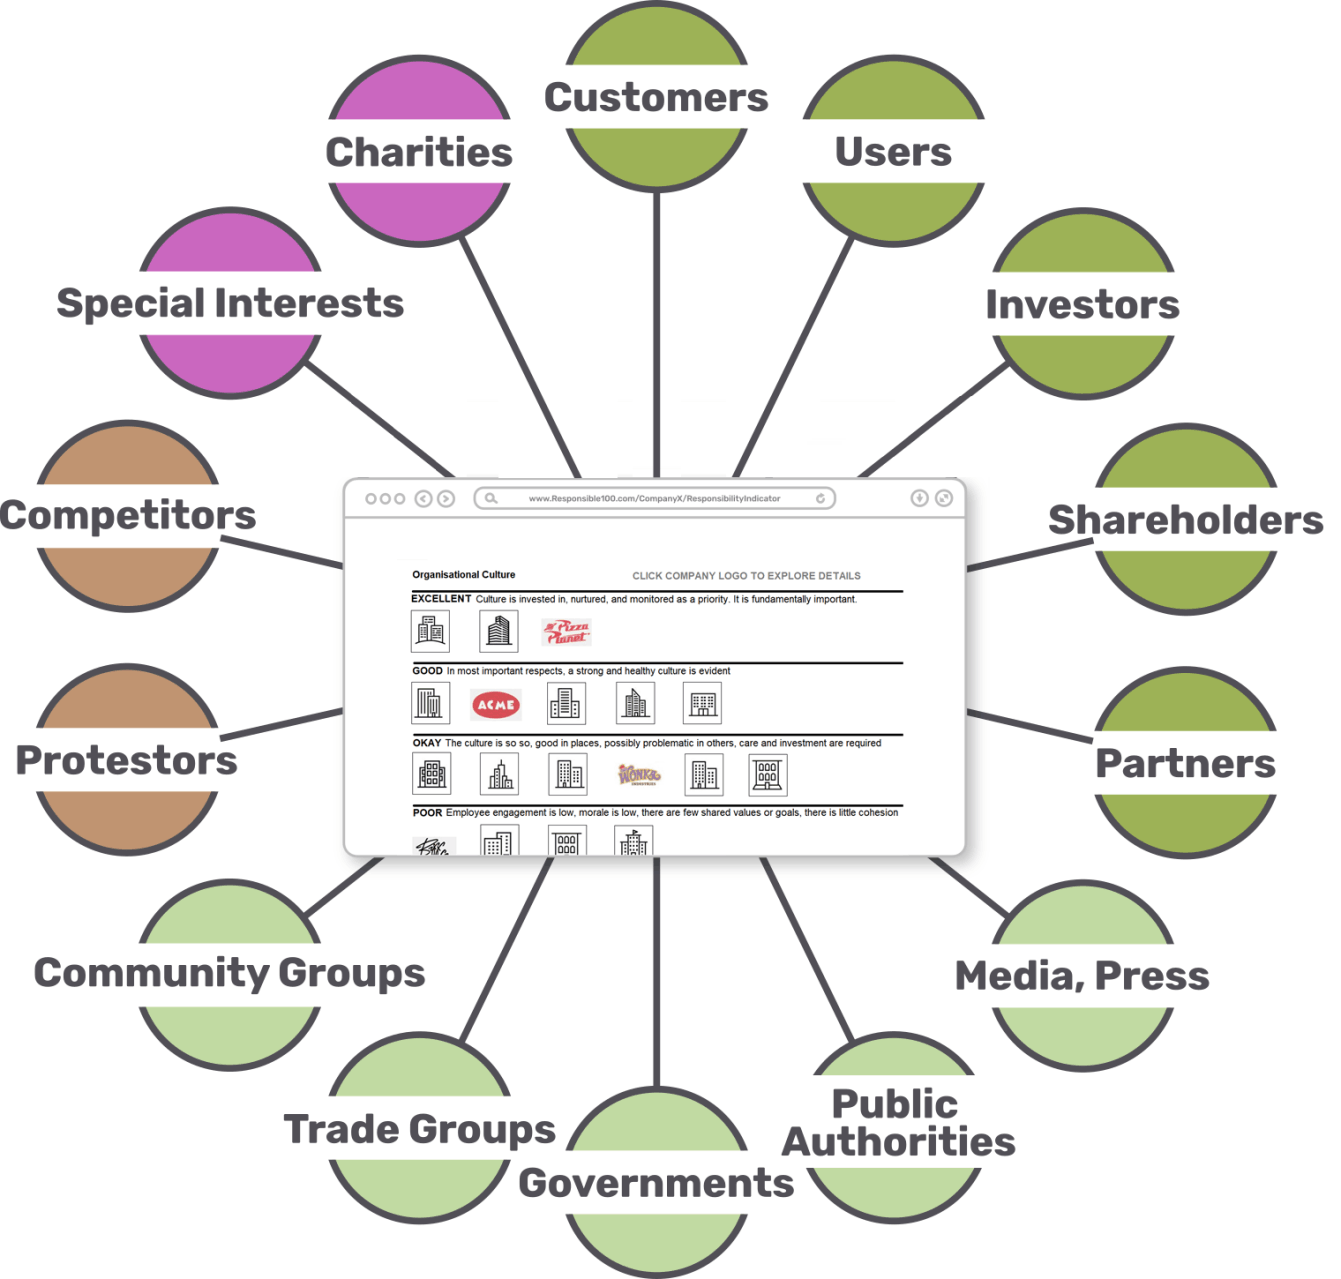 Customers
Charities
Users
Special Interests
Investors
Competitors
Shareholders
www.Responsible100.com/CompanyX/ResponsibilityIndicator
Organisational Culture
CLICK COMPANY LOGO TO EXPLORE DETAILS
EXCELLENT Culture is invested in, nurtured, and monitored as a priority. It is fundamentally important.
Pizza
Planet
GOOD In most important respects, a strong and healthy culture is evident
ACME
OKAY The culture is so so, good in places, possibly problematic in others, care and investment are required
WONKA
POOR Employee engagement is low, morale is low, there are few shared values or goals, there is little cohesion
Protestors
Partners
Community Groups
Media, Press
Trade Groups
Public
Authorities
Governments